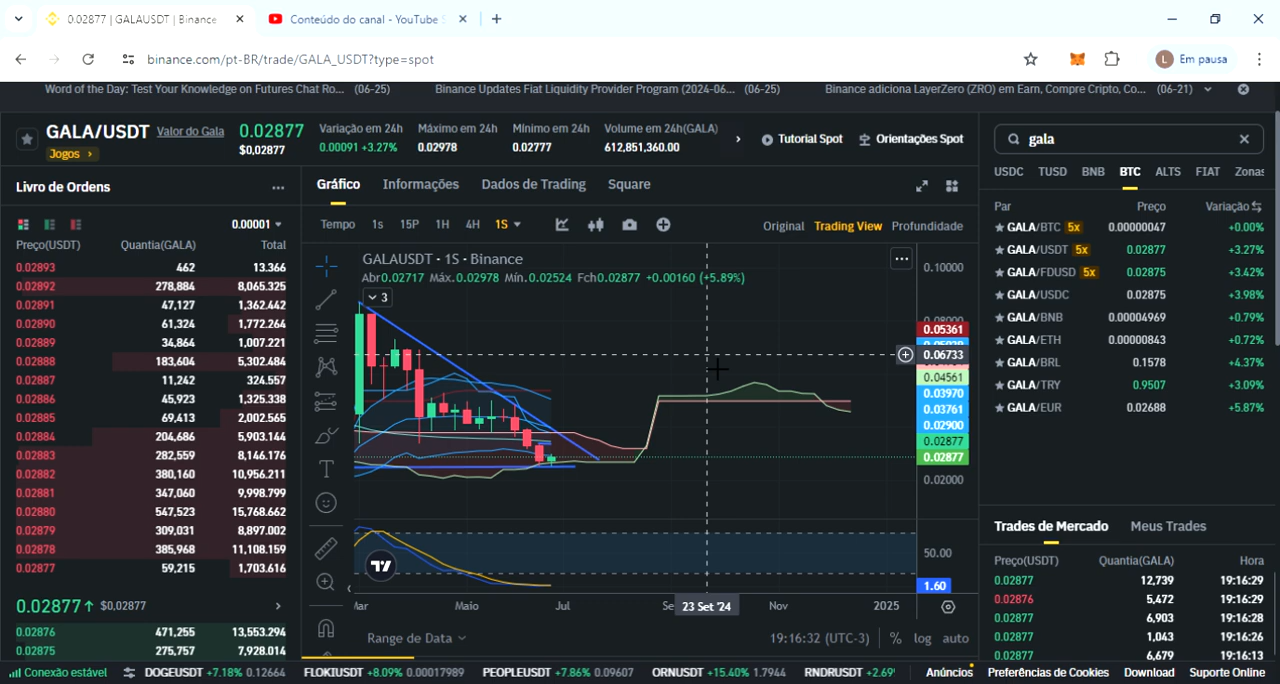 0.02877 | GALAUSDT | Binance
Conteúdo do canal - YouTube S
binance.com/pt-BR/trade/GALA_USDT?type=spot
L Em pausa
Word of the Day: Test Your Knowledge on Futures Chat Ro... (06-25)
Binance Updates Fiat Liquidity Provider Program (2024-06... (06-25)
Binance adiciona LayerZero (ZRO) em Earn, Compre Cripto, Co... (06-21)
GALA/USDT Valor do Gala
Jogos
0.02877
$0,02877
Variação em 24h
0.00091 +3.27%
Máximo em 24h
0.02978
Mínimo em 24h
0.02777
Volume em 24h(GALA)
612,851,360.00
Tutorial Spot
Orientações Spot
Livro de Ordens
0.00001
Preço(USDT) Quantia(GALA) Total
0.02893 462 13.366
0.02892 278,884 8,065.325
0.02891 47,127 1,362.442
0.02890 61,324 1,772.264
0.02889 34,864 1,007.221
0.02888 183,604 5,302.484
0.02887 11,242 324.557
0.02886 45,923 1,325.338
0.02885 69,413 2,002.565
0.02884 204,686 5,903.144
0.02883 282,559 8,146.176
0.02882 380,160 10,956.211
0.02881 347,060 9,998.799
0.02880 547,523 15,768.662
0.02879 309,031 8,897.002
0.02878 385,968 11,108.159
0.02877 59,215 1,703.616
0.02877 $0,02877
0.02876 471,255 13,553.294
0.02875 275,757 7,928.014
Gráfico Informações Dados de Trading Square
Tempo 1s 15P 1H 4H 1S
Original Trading View Profundidade
GALAUSDT · 1S · Binance
Abr0.02717 Máx.0.02978 Mín.0.02524 Fch0.02877 +0.00160 (+5.89%)
3
0.10000
0.05361
0.06733
0.04561
0.03970
0.03761
0.02900
0.02877
0.02877
0.02000
50.00
1.60
Mar Maio Jul Se 23 Set '24 Nov 2025
Range de Data
19:16:32 (UTC-3) % log auto
gala
USDC TUSD BNB BTC ALTS FIAT Zonas
Par Preço Variação
GALA/BTC 5x 0.00000047 +0.00%
GALA/USDT 5x 0.02877 +3.27%
GALA/FDUSD 5x 0.02875 +3.42%
GALA/USDC 0.02875 +3.98%
GALA/BNB 0.00004969 +0.79%
GALA/ETH 0.00000843 +0.72%
GALA/BRL 0.1578 +4.37%
GALA/TRY 0.9507 +3.09%
GALA/EUR 0.02688 +5.87%
Trades de Mercado Meus Trades
Preço(USDT) Quantia(GALA) Hora
0.02877 12,739 19:16:29
0.02876 5,472 19:16:29
0.02877 6,903 19:16:28
0.02877 1,043 19:16:26
0.02877 6,679 19:16:13
Conexão estável
DOGEUSDT +7.18% 0.12664
FLOKIUSDT +8.09% 0.00017989
PEOPLEUSDT +7.86% 0.09607
ORNUSDT +15.40% 1.7944
RNDRUSDT +2.69
Anúncios
Preferências de Cookies
Download
Suporte Online